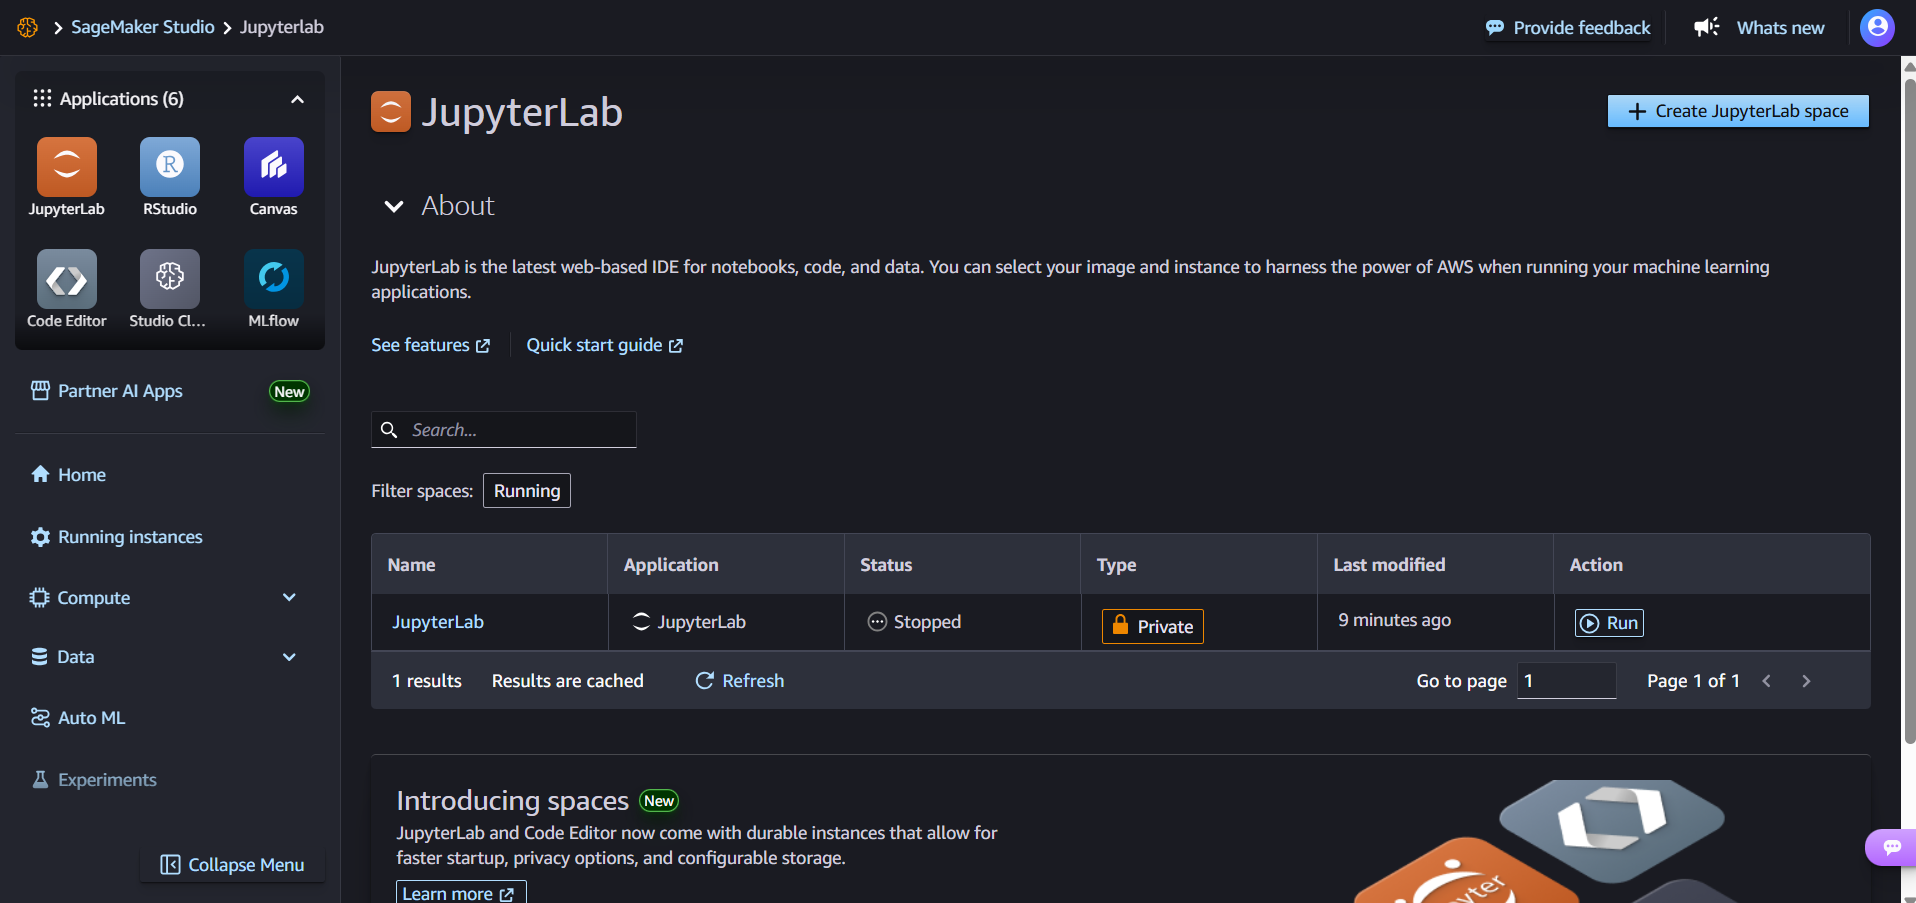 SageMaker Studio
Jupyterlab
Provide feedback
Whats new
Applications (6)
JupyterLab
RStudio
Canvas
Code Editor
Studio Cl...
MLflow
Partner AI Apps
New
Home
Running instances
Compute
Data
Auto ML
Experiments
Collapse Menu
JupyterLab
Create JupyterLab space
About
JupyterLab is the latest web-based IDE for notebooks, code, and data. You can select your image and instance to harness the power of AWS when running your machine learning
applications.
See features
Quick start guide
Search...
Filter spaces: Running
Name Application Status Type Last modified Action
JupyterLab JupyterLab Stopped Private 9 minutes ago Run
1 results Results are cached Refresh Go to page 1 Page 1 of 1
Introducing spaces New
JupyterLab and Code Editor now come with durable instances that allow for
faster startup, privacy options, and configurable storage.
Learn more